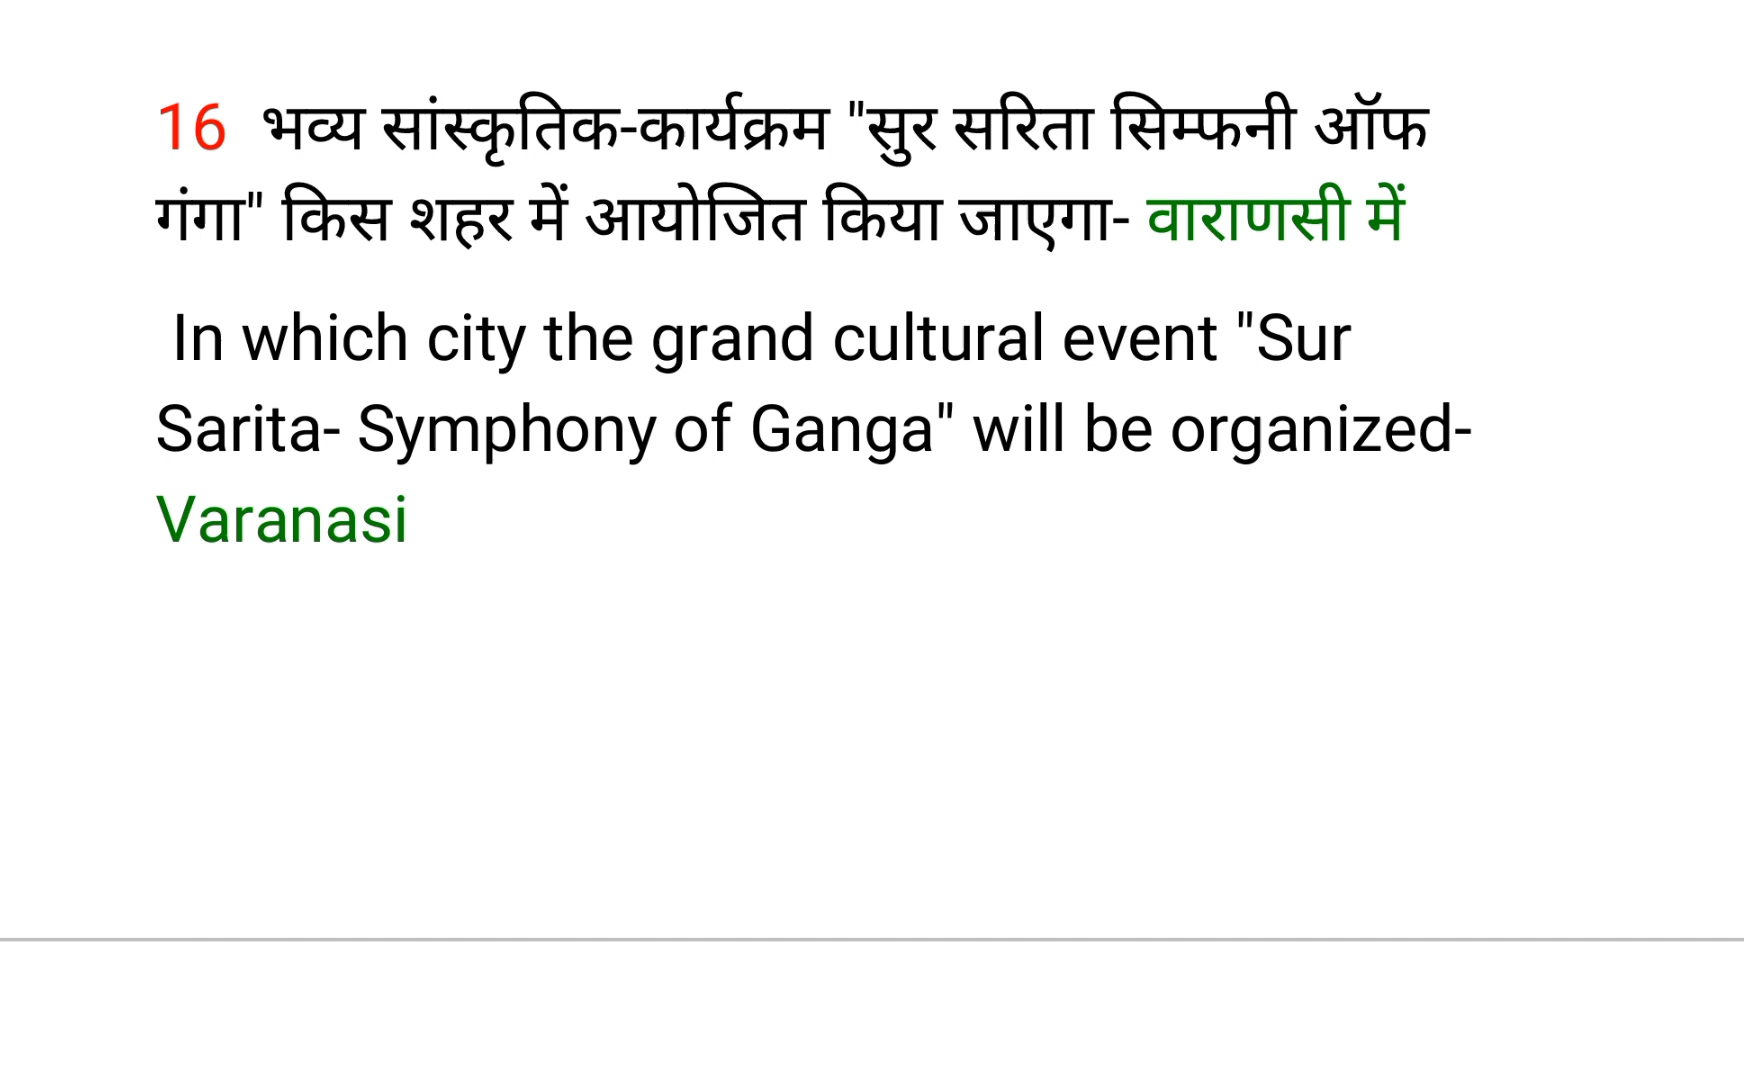 16 भव्य सांस्कृतिक-कार्यक्रम "सुर सरिता सिम्फनी ऑफ
गंगा" किस शहर में आयोजित किया जाएगा- वाराणसी में
In which city the grand cultural event "Sur
Sarita- Symphony of Ganga" will be organized-
Varanasi